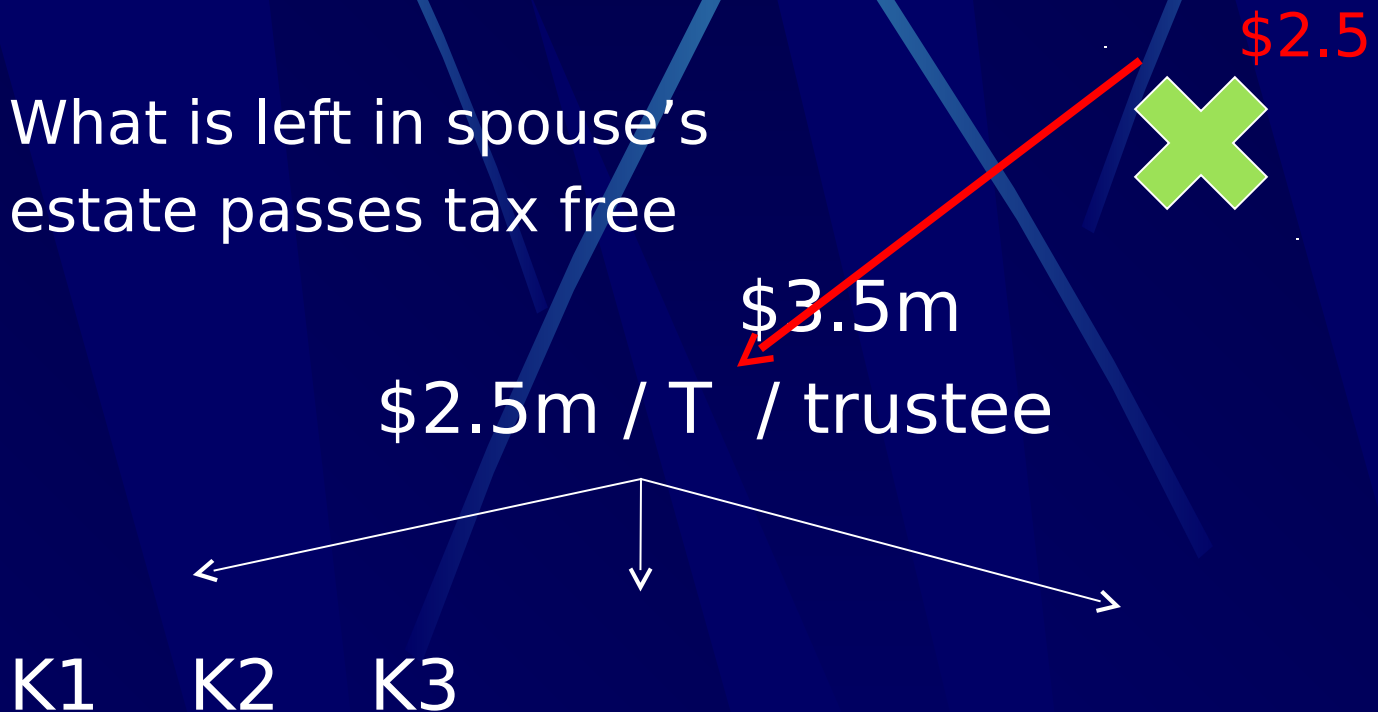 $2.5
What is left in spouse’s
estate passes tax free
$3.5m
$2.5m / T / trustee
K1 K2 K3